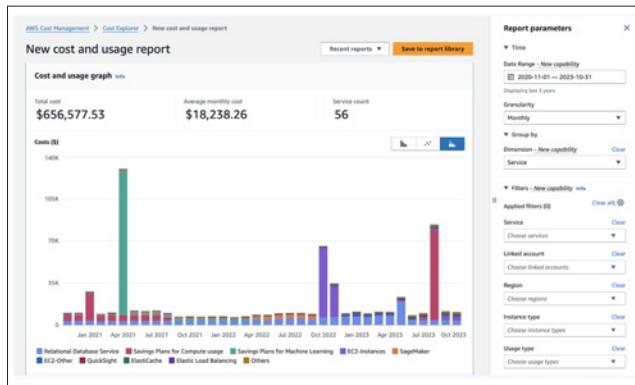 AWS Cost Management > Cost Explorer > New cost and usage report
New cost and usage report
Recent reports ▼
Save to report library
Cost and usage graph Info
Total cost
$656,577.53
Average monthly cost
$18,238.26
Service count
56
Costs ($)
140K
105K
70K
35K
0
Jan 2021 Apr 2021 Jul 2021 Oct 2021 Jan 2022 Apr 2022 Jul 2022 Oct 2022 Jan 2023 Apr 2023 Jul 2023 Oct 2023
Relational Database Service Savings Plans for Compute usage Savings Plans for Machine Learning EC2-Instances SageMaker
EC2-Other QuickSight ElastiCache Elastic Load Balancing Others
Report parameters
▼ Time
Date Range - New capability
2020-11-01 — 2023-10-31
Displaying last 3 years
Granularity
Monthly
▼ Group by
Dimension - New capability Clear
Service
▼ Filters - New capability Info
Applied filters (0) Clear all
Service Clear
Choose services
Linked account Clear
Choose linked accounts
Region Clear
Choose regions
Instance type Clear
Choose instance types
Usage type Clear
Choose usage types